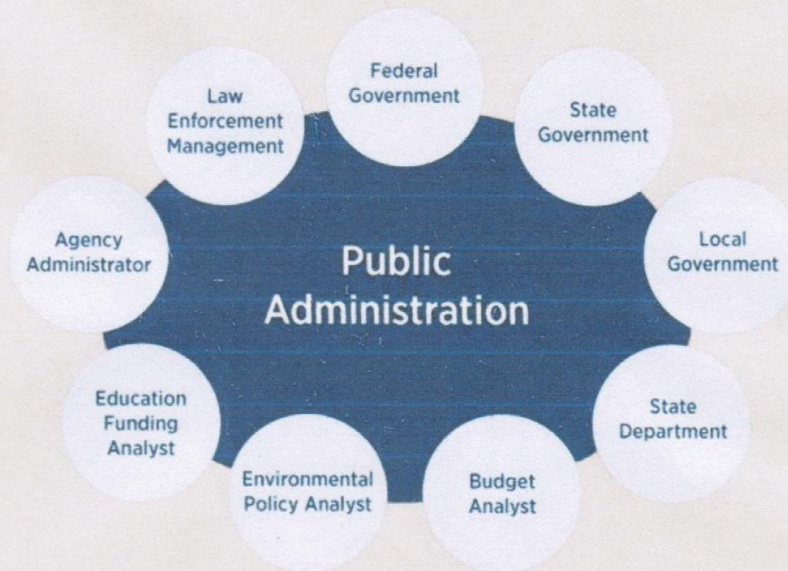 Public
Administration
Federal
Government
State
Government
Local
Government
State
Department
Budget
Analyst
Environmental
Policy Analyst
Education
Funding
Analyst
Agency
Administrator
Law
Enforcement
Management